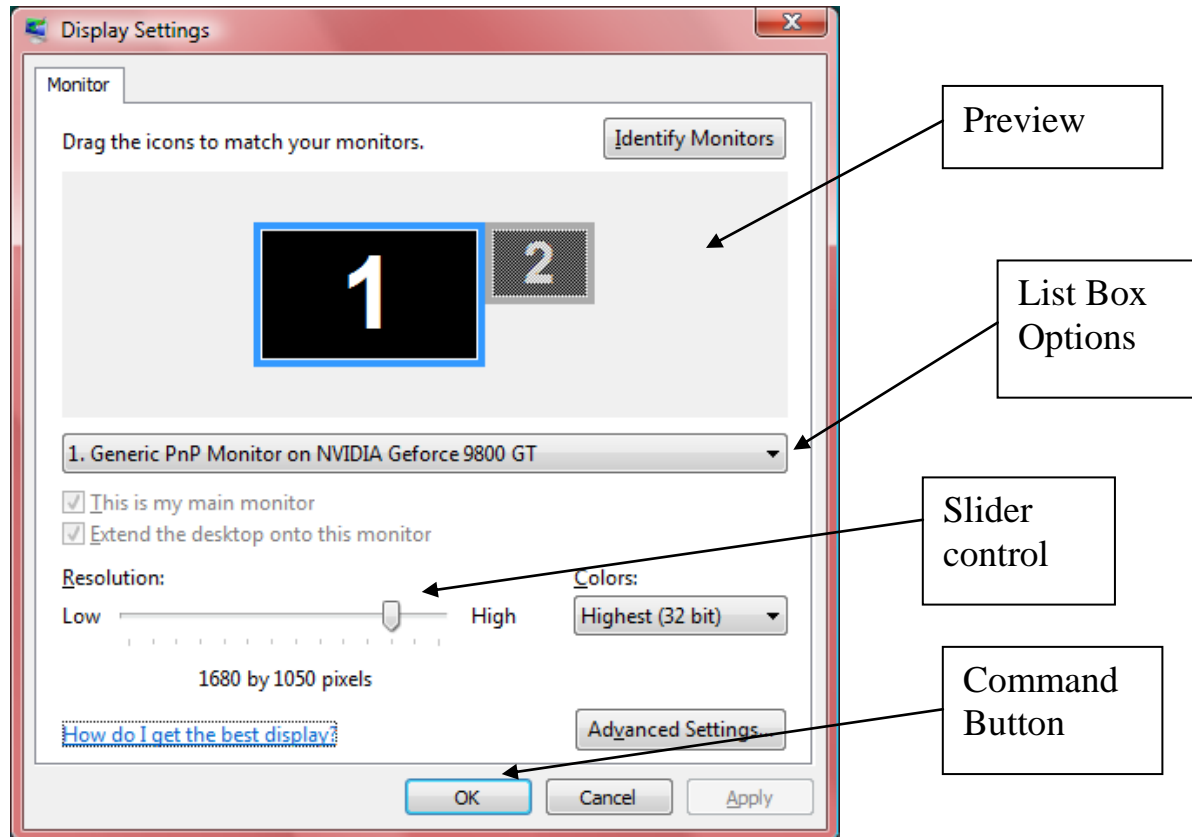 Display Settings
Monitor
Drag the icons to match your monitors.
Identify Monitors
1
2
1. Generic PnP Monitor on NVIDIA Geforce 9800 GT
This is my main monitor
Extend the desktop onto this monitor
Resolution:
Colors:
Low
High
Highest (32 bit)
1680 by 1050 pixels
How do I get the best display?
Advanced Settings...
OK
Cancel
Apply
Preview
List Box
Options
Slider
control
Command
Button